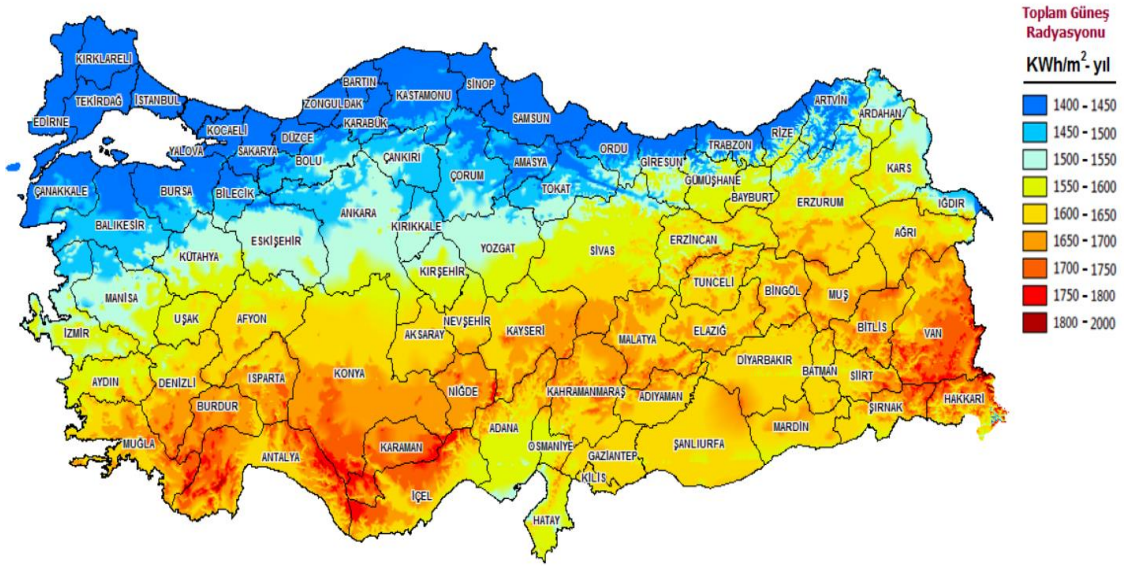 Toplam Güneş
Radyasyonu
KWh/m²- yıl
1400 - 1450
1450 - 1500
1500 - 1550
1550 - 1600
1600 - 1650
1650 - 1700
1700 - 1750
1750 - 1800
1800 - 2000
KIRKLARELİ
TEKİRDAĞ
İSTANBUL
EDİRNE
KOCAELİ
YALOVA
SAKARYA
DÜZCE
ZONGULDAK
BARTIN
KARABÜK
KASTAMONU
SİNOP
SAMSUN
BOLU
ÇANKIRI
ÇORUM
AMASYA
TOKAT
ORDU
GİRESUN
TRABZON
RİZE
ARTVİN
ARDAHAN
GÜMÜŞHANE
BAYBURT
ERZURUM
KARS
IĞDIR
ÇANAKKALE
BURSA
BİLECİK
BALIKESİR
KÜTAHYA
ESKİŞEHİR
ANKARA
KIRIKKALE
YOZGAT
SİVAS
ERZİNCAN
AĞRI
KIRŞEHİR
TUNCELİ
BİNGÖL
MUŞ
MANİSA
UŞAK
AFYON
İZMİR
AKSARAY
NEVŞEHİR
KAYSERİ
MALATYA
ELAZIĞ
BİTLİS
VAN
DİYARBAKIR
BATMAN
SİİRT
AYDIN
DENİZLİ
ISPARTA
KONYA
NİĞDE
KAHRAMANMARAŞ
ADIYAMAN
ŞIRNAK
HAKKARİ
BURDUR
MUĞLA
ANTALYA
KARAMAN
ADANA
OSMANİYE
GAZİANTEP
ŞANLIURFA
MARDİN
KİLİS
İÇEL
HATAY